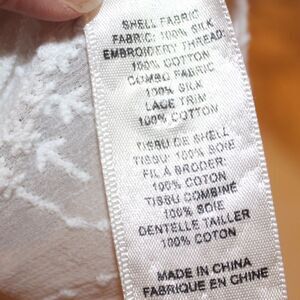 SHELL FABRIC
FABRIC: 100% SILK
EMBROIDERY THREAD:
100% COTTON
COMBO FABRIC
100% SILK
LACE TRIM
100% COTTON
TISSU DE SHELL
TISSU: 100% SOIE
FIL À BRODER:
100% COTON
TISSU COMBINÉ
100% SOIE
DENTELLE TAILLER
100% COTON
MADE IN CHINA
FABRIQUE EN CHINE